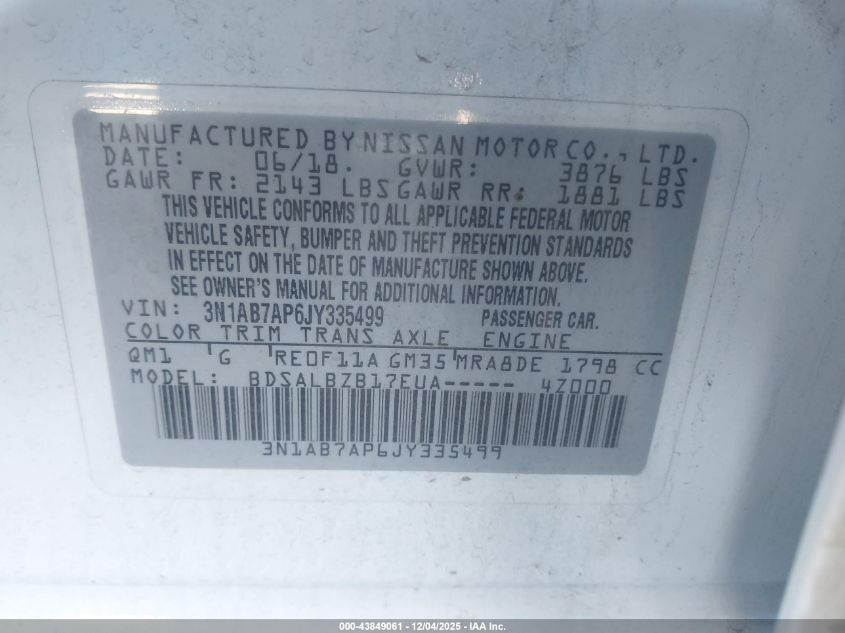 MANUFACTURED BY NISSAN MOTOR CO., LTD.
DATE: 06/18. GVWR: 3876 LBS
GAWR FR: 2143 LBS GAWR RR: 1881 LBS
THIS VEHICLE CONFORMS TO ALL APPLICABLE FEDERAL MOTOR
VEHICLE SAFETY, BUMPER AND THEFT PREVENTION STANDARDS
IN EFFECT ON THE DATE OF MANUFACTURE SHOWN ABOVE.
SEE OWNER'S MANUAL FOR ADDITIONAL INFORMATION.
VIN: 3N1AB7AP6JY335499 PASSENGER CAR.
COLOR TRIM TRANS AXLE ENGINE
QM1 G RE0F11A GM35 MRA8DE 1798 CC
MODEL: BDSALBZB17EUA----- 4Z000
3N1AB7AP6JY335499
000-43849061 - 12/04/2025 - IAA Inc.